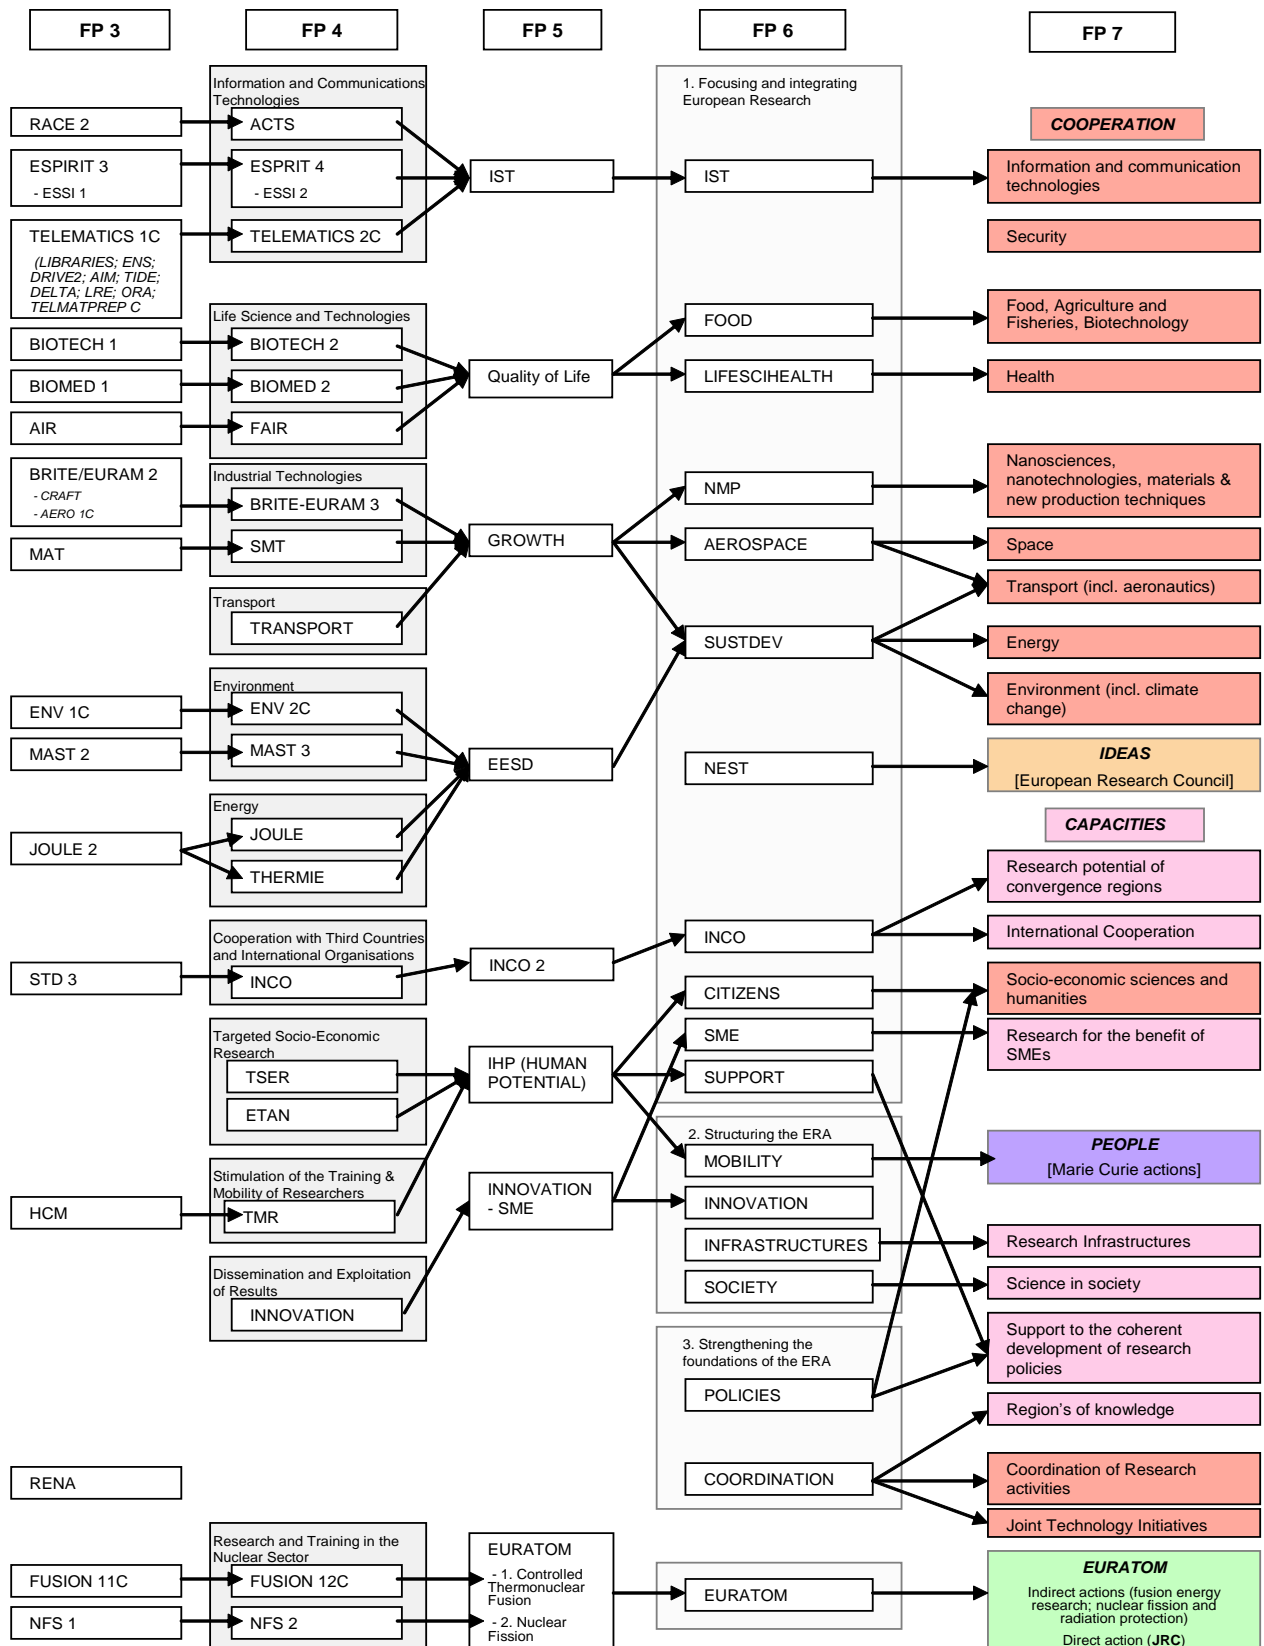 FP 3
FP 4
FP 5
FP 6
FP 7
RACE 2
ESPIRIT 3
- ESSI 1
TELEMATICS 1C
(LIBRARIES; ENS;
DRIVE2; AIM; TIDE;
DELTA; LRE; ORA;
TELMATPREP C
BIOTECH 1
BIOMED 1
AIR
BRITE/EURAM 2
- CRAFT
- AERO 1C
MAT
ENV 1C
MAST 2
JOULE 2
STD 3
HCM
RENA
FUSION 11C
NFS 1
Information and Communications
Technologies
ACTS
ESPRIT 4
- ESSI 2
TELEMATICS 2C
Life Science and Technologies
BIOTECH 2
BIOMED 2
FAIR
Industrial Technologies
BRITE-EURAM 3
SMT
Transport
TRANSPORT
Environment
ENV 2C
MAST 3
Energy
JOULE
THERMIE
Cooperation with Third Countries
and International Organisations
INCO
Targeted Socio-Economic
Research
TSER
ETAN
Stimulation of the Training &
Mobility of Researchers
TMR
Dissemination and Exploitation
of Results
INNOVATION
Research and Training in the
Nuclear Sector
FUSION 12C
NFS 2
IST
Quality of Life
GROWTH
EESD
INCO 2
IHP (HUMAN
POTENTIAL)
INNOVATION
- SME
EURATOM
- 1. Controlled
Thermonuclear
Fusion
- 2. Nuclear
Fission
1. Focusing and integrating
European Research
IST
FOOD
LIFESCIHEALTH
NMP
AEROSPACE
SUSTDEV
NEST
INCO
CITIZENS
SME
SUPPORT
2. Structuring the ERA
MOBILITY
INNOVATION
INFRASTRUCTURES
SOCIETY
3. Strengthening the
foundations of the ERA
POLICIES
COORDINATION
EURATOM
COOPERATION
Information and communication
technologies
Security
Food, Agriculture and
Fisheries, Biotechnology
Health
Nanosciences,
nanotechnologies, materials &
new production techniques
Space
Transport (incl. aeronautics)
Energy
Environment (incl. climate
change)
IDEAS
[European Research Council]
CAPACITIES
Research potential of
convergence regions
International Cooperation
Socio-economic sciences and
humanities
Research for the benefit of
SMEs
PEOPLE
[Marie Curie actions]
Research Infrastructures
Science in society
Support to the coherent
development of research
policies
Region's of knowledge
Coordination of Research
activities
Joint Technology Initiatives
EURATOM
Indirect actions (fusion energy
research; nuclear fission and
radiation protection)
Direct action (JRC)